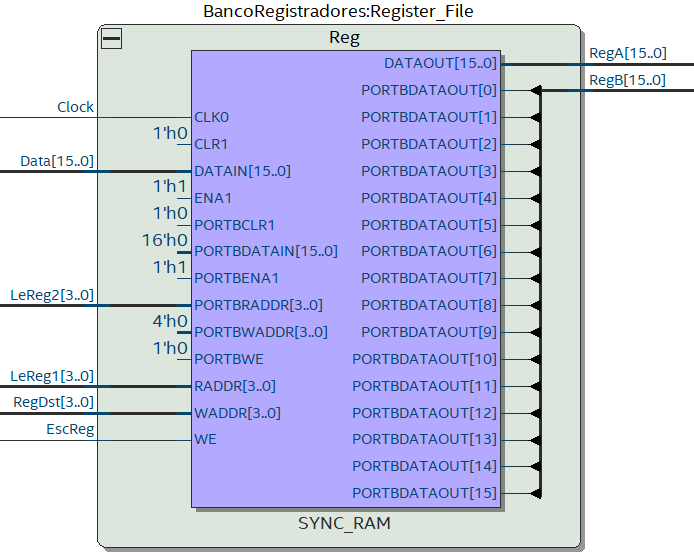 BancoRegistradores:Register_File
Reg
DATAOUT[15..0]
RegA[15..0]
PORTBDATAOUT[0]
RegB[15..0]
Clock
CLK0
PORTBDATAOUT[1]
1'h0
CLR1
PORTBDATAOUT[2]
Data[15..0]
DATAIN[15..0]
PORTBDATAOUT[3]
1'h1
ENA1
PORTBDATAOUT[4]
1'h0
PORTBCLR1
PORTBDATAOUT[5]
16'h0
PORTBDATAIN[15..0]
PORTBDATAOUT[6]
1'h1
PORTBENA1
PORTBDATAOUT[7]
LeReg2[3..0]
PORTBRADDR[3..0]
PORTBDATAOUT[8]
4'h0
PORTBWADDR[3..0]
PORTBDATAOUT[9]
1'h0
PORTBWE
PORTBDATAOUT[10]
LeReg1[3..0]
RADDR[3..0]
PORTBDATAOUT[11]
RegDst[3..0]
WADDR[3..0]
PORTBDATAOUT[12]
EscReg
WE
PORTBDATAOUT[13]
PORTBDATAOUT[14]
PORTBDATAOUT[15]
SYNC_RAM